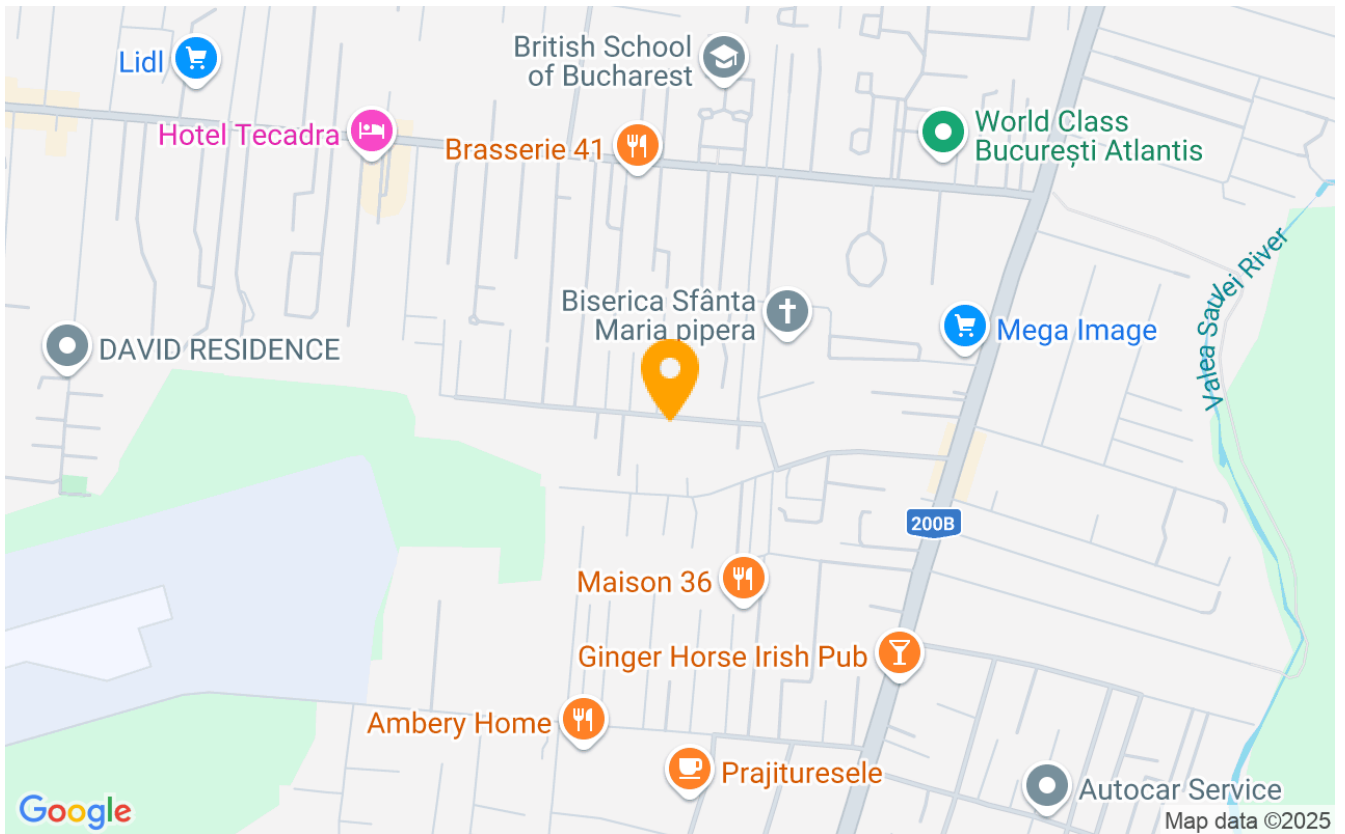 British School
of Bucharest
Lidl
World Class
București Atlantis
Hotel Tecadra
Brasserie 41
Valea Saulei River
Biserica Sfânta
Maria pipera
Mega Image
DAVID RESIDENCE
200B
Maison 36
Ginger Horse Irish Pub
Ambery Home
Prajituresele
Autocar Service
Google
Map data ©2025